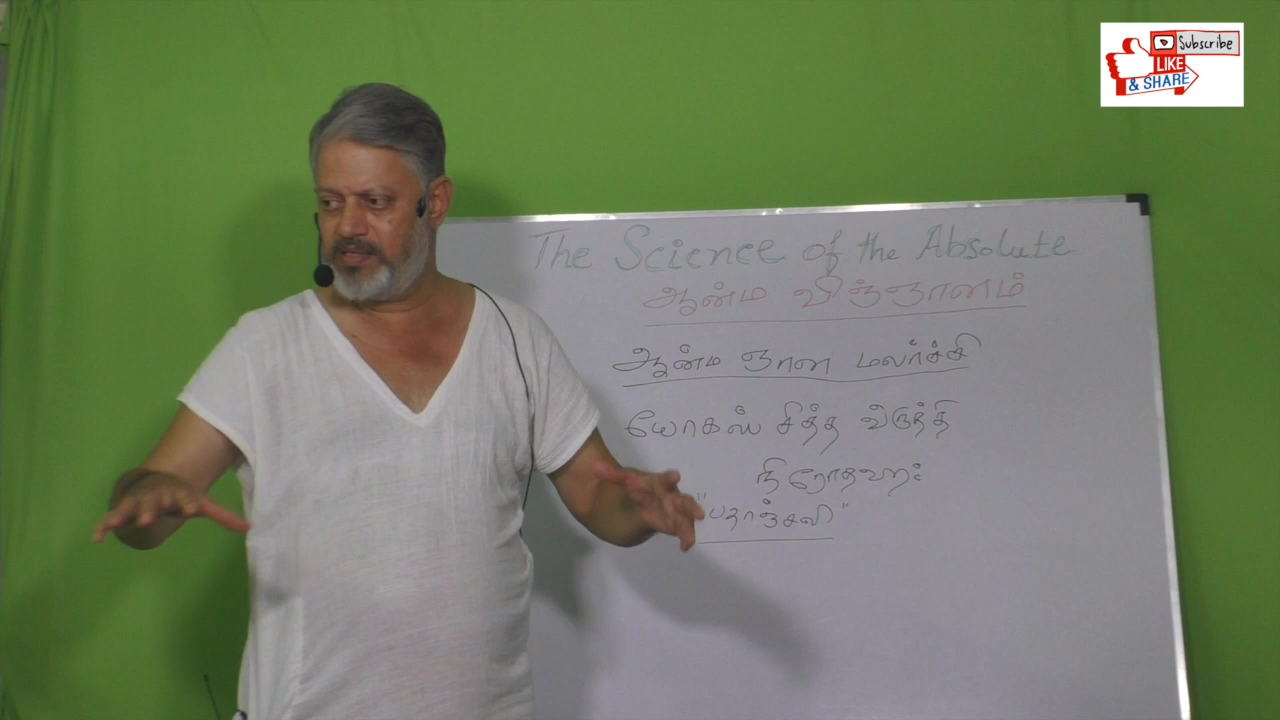 Subscribe
LIKE
& SHARE
The Science of the Absolute
ஆன்ம விஞ்ஞானம்
ஆன்ம ஞான மலர்ச்சி
யோகஸ் சித்த விருத்தி
நிரோதஹ:
"பதாஞ்சலி"